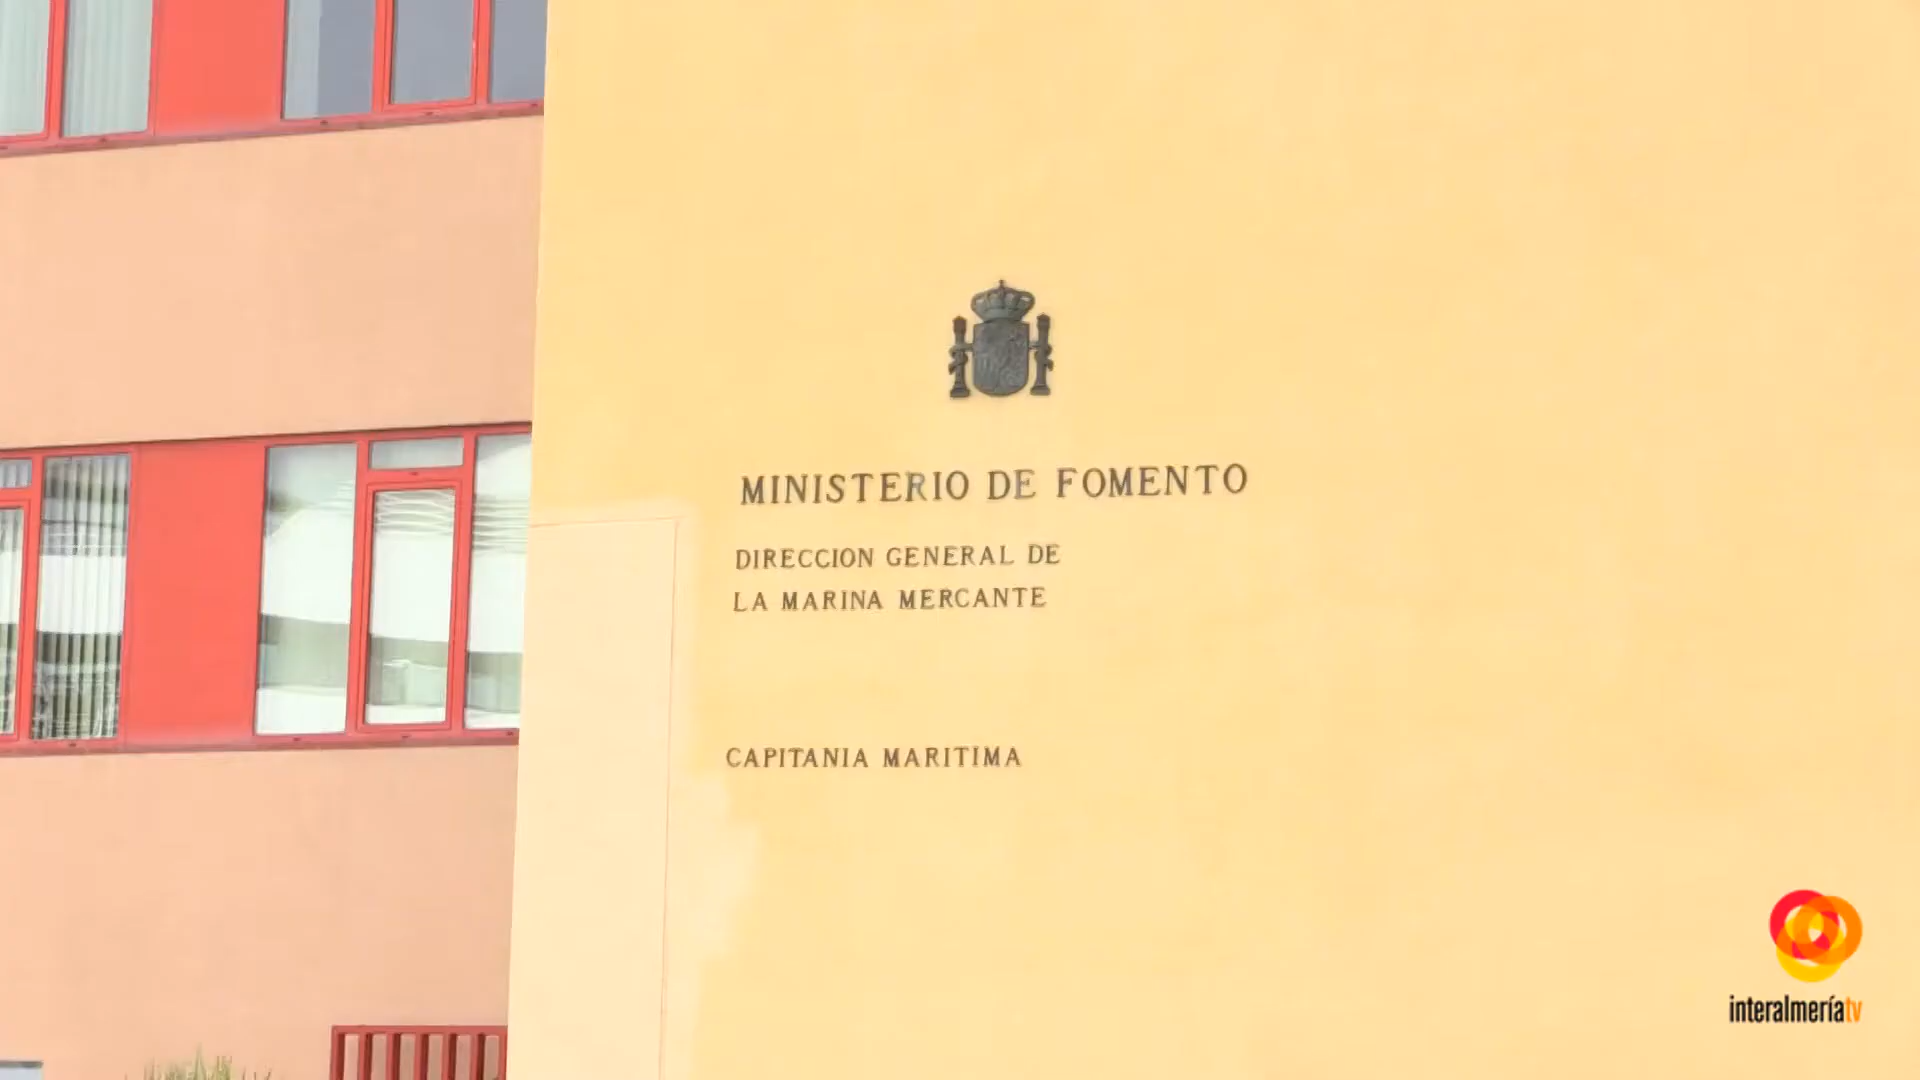 MINISTERIO DE FOMENTO
DIRECCION GENERAL DE
LA MARINA MERCANTE
CAPITANIA MARITIMA
interalmeríatv